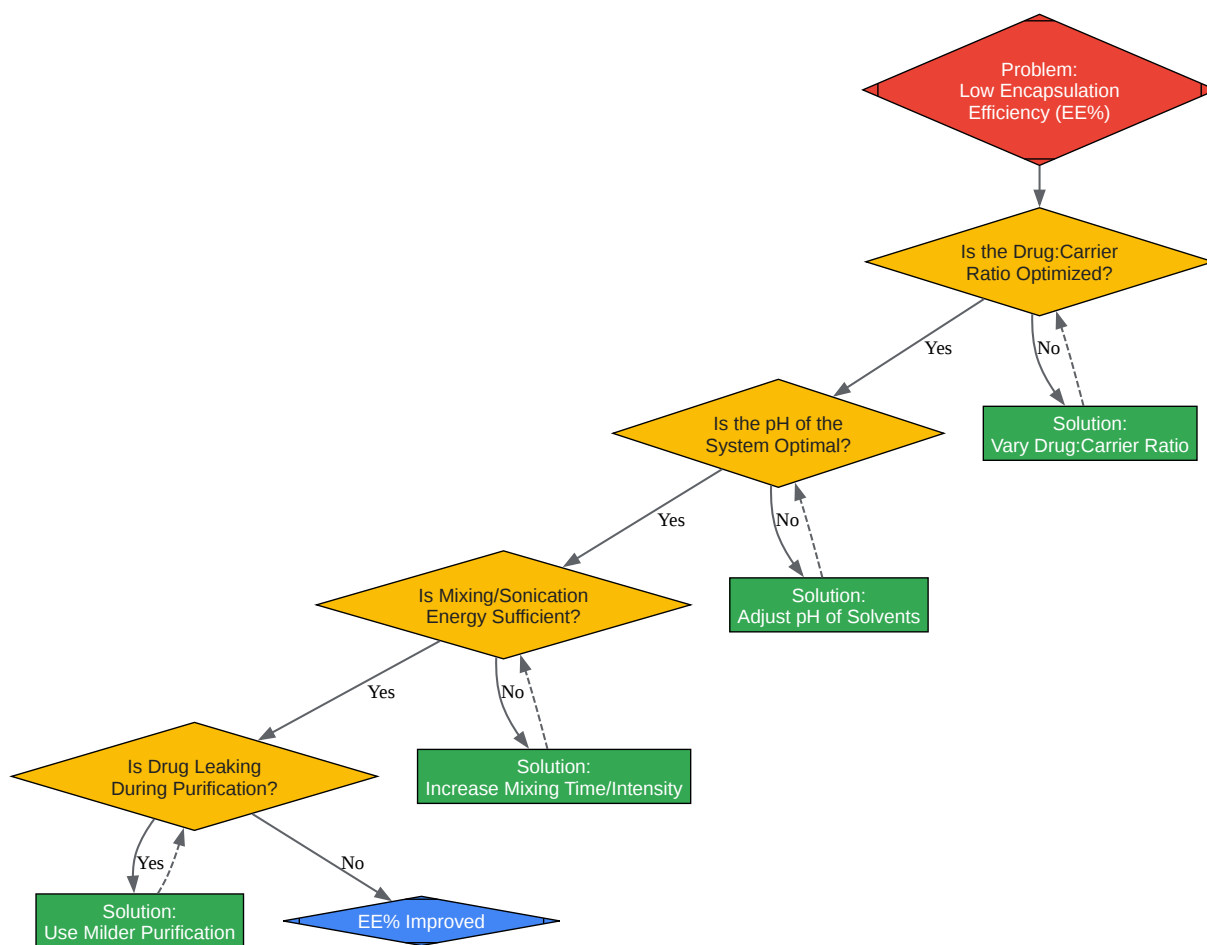 Problem:
Low Encapsulation
Efficiency (EE%)
Is the Drug:Carrier
Ratio Optimized?
Yes
No
Is the pH of the
System Optimal?
Solution:
Vary Drug:Carrier Ratio
Yes
No
Is Mixing/Sonication
Energy Sufficient?
Solution:
Adjust pH of Solvents
Yes
No
Is Drug Leaking
During Purification?
Solution:
Increase Mixing Time/Intensity
Yes
No
Solution:
Use Milder Purification
EE% Improved